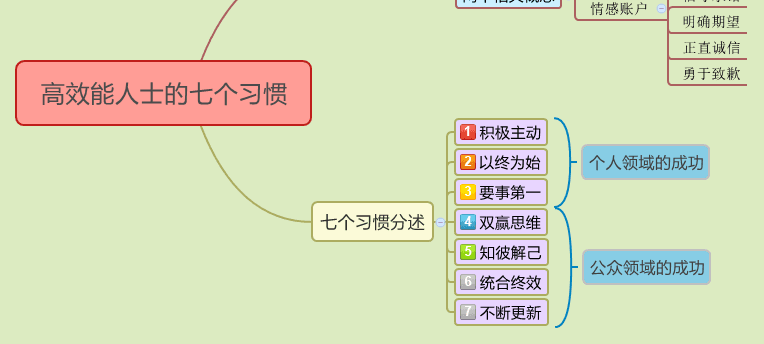 情感账户
明确期望
正直诚信
勇于致歉
高效能人士的七个习惯
七个习惯分述
1 积极主动
2 以终为始
3 要事第一
4 双赢思维
5 知彼解己
6 统合终效
7 不断更新
个人领域的成功
公众领域的成功